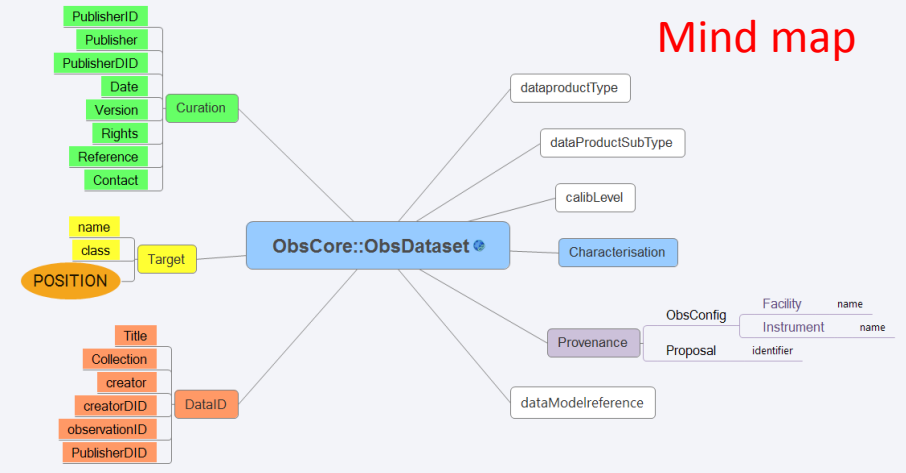 Mind map
PublisherID
Publisher
PublisherDID
Date
Version
Rights
Reference
Contact
Curation
name
class
POSITION
Target
Title
Collection
creator
creatorDID
observationID
PublisherDID
DataID
ObsCore::ObsDataset
dataproductType
dataProductSubType
calibLevel
Characterisation
Provenance
ObsConfig
Facility name
Instrument name
Proposal identifier
dataModelreference